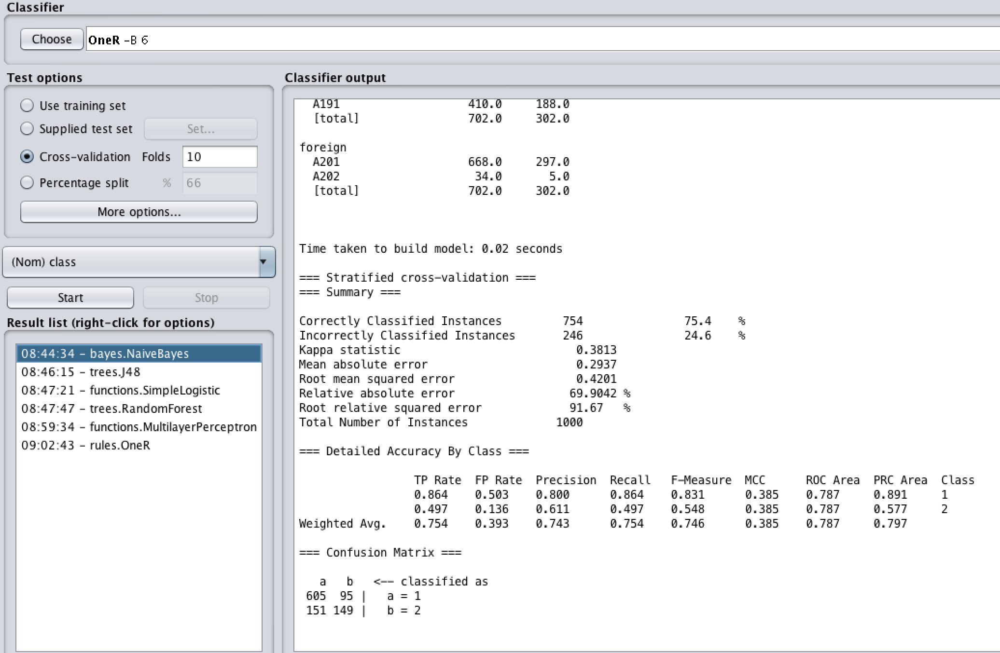 Classifier
Choose OneR -B 6
Test options
Use training set
Supplied test set Set...
Cross-validation Folds 10
Percentage split % 66
More options...
(Nom) class
Start Stop
Result list (right-click for options)
08:44:34 - bayes.NaiveBayes
08:46:15 - trees.J48
08:47:21 - functions.SimpleLogistic
08:47:47 - trees.RandomForest
08:59:34 - functions.MultilayerPerceptron
09:02:43 - rules.OneR
Classifier output
A191 410.0 188.0
[total] 702.0 302.0
foreign
A201 668.0 297.0
A202 34.0 5.0
[total] 702.0 302.0
Time taken to build model: 0.02 seconds
=== Stratified cross-validation ===
=== Summary ===
Correctly Classified Instances 754 75.4 %
Incorrectly Classified Instances 246 24.6 %
Kappa statistic 0.3813
Mean absolute error 0.2937
Root mean squared error 0.4201
Relative absolute error 69.9042 %
Root relative squared error 91.67 %
Total Number of Instances 1000
=== Detailed Accuracy By Class ===
TP Rate FP Rate Precision Recall F-Measure MCC ROC Area PRC Area Class
0.864 0.503 0.800 0.864 0.831 0.385 0.787 0.891 1
0.497 0.136 0.611 0.497 0.548 0.385 0.787 0.577 2
Weighted Avg. 0.754 0.393 0.743 0.754 0.746 0.385 0.787 0.797
=== Confusion Matrix ===
a b <-- classified as
605 95 | a = 1
151 149 | b = 2